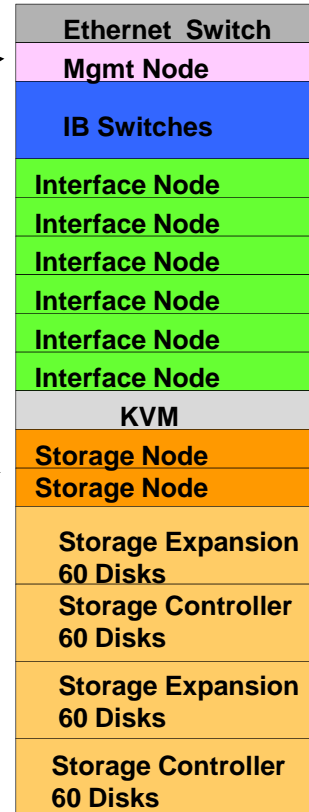 Ethernet Switch
Mgmt Node
IB Switches
Interface Node
Interface Node
Interface Node
Interface Node
Interface Node
Interface Node
KVM
Storage Node
Storage Node
Storage Expansion
60 Disks
Storage Controller
60 Disks
Storage Expansion
60 Disks
Storage Controller
60 Disks